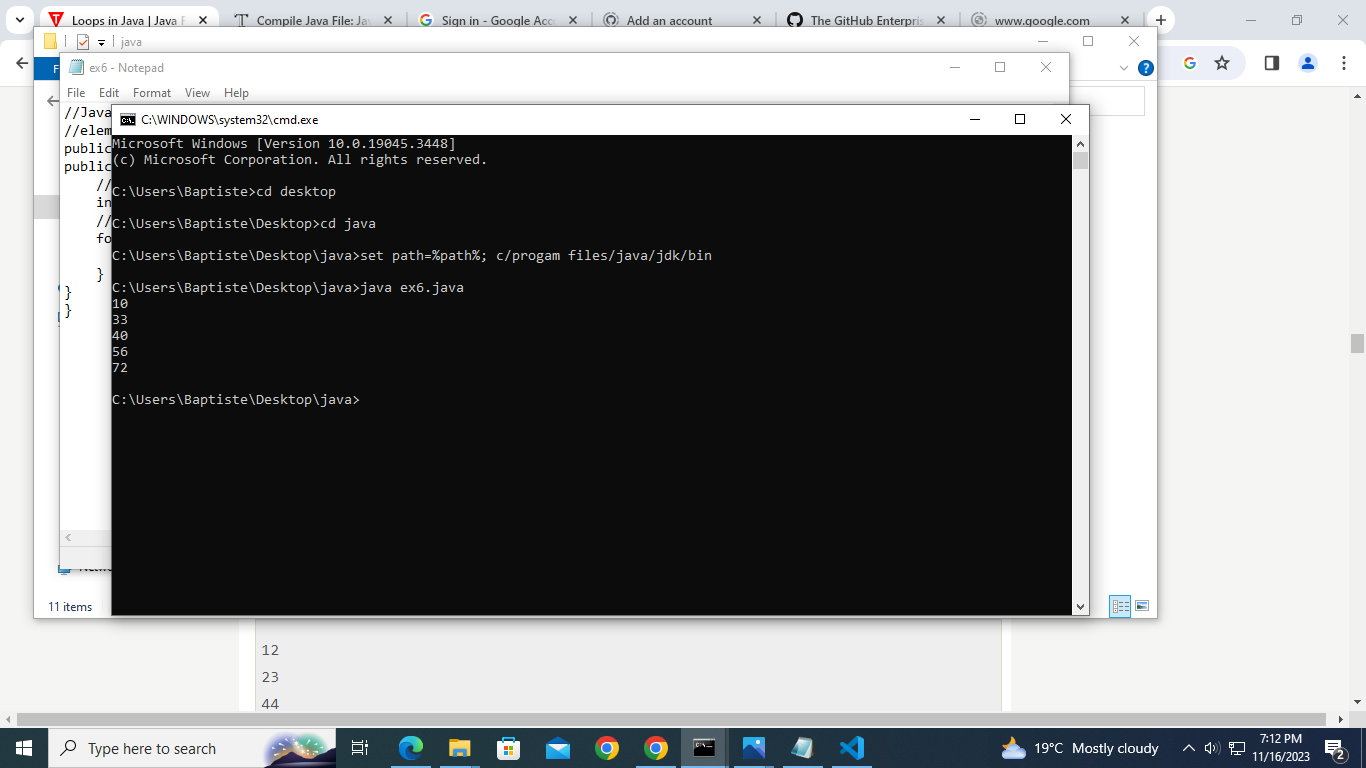 Loops in Java | Java F
Compile Java File: Ja
Sign in - Google Acc
Add an account
The GitHub Enterpris
www.google.com
java
F
ex6 - Notepad
File Edit Format View Help
//Java
//elem
public
public
//
in
//
fo
}
}
}
C:\WINDOWS\system32\cmd.exe
Microsoft Windows [Version 10.0.19045.3448]
(c) Microsoft Corporation. All rights reserved.
C:\Users\Baptiste>cd desktop
C:\Users\Baptiste\Desktop>cd java
C:\Users\Baptiste\Desktop\java>set path=%path%; c/progam files/java/jdk/bin
C:\Users\Baptiste\Desktop\java>java ex6.java
10
33
40
56
72
C:\Users\Baptiste\Desktop\java>
11 items
12
23
44
Type here to search
19°C Mostly cloudy
7:12 PM
11/16/2023
2